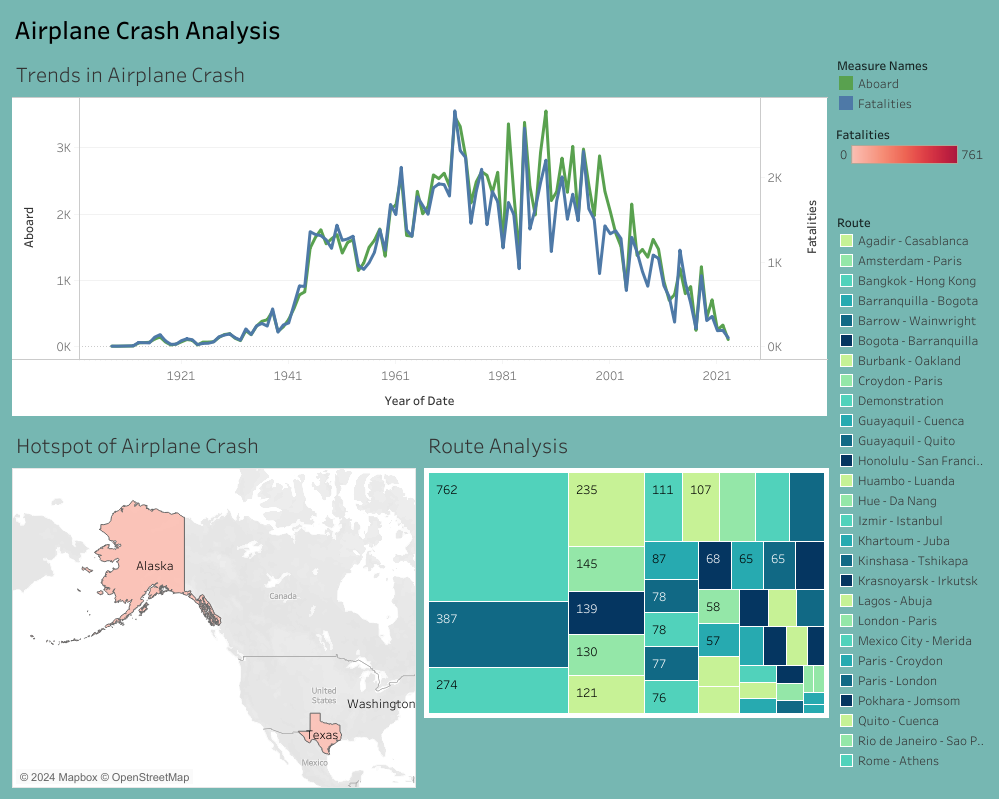 Airplane Crash Analysis
Trends in Airplane Crash
Aboard
3K
2K
1K
0K
2K
1K
0K
Fatalities
1921
1941
1961
1981
2001
2021
Year of Date
Measure Names
Aboard
Fatalities
Fatalities
0 761
Route
Agadir - Casablanca
Amsterdam - Paris
Bangkok - Hong Kong
Barranquilla - Bogota
Barrow - Wainwright
Bogota - Barranquilla
Burbank - Oakland
Croydon - Paris
Demonstration
Guayaquil - Cuenca
Guayaquil - Quito
Honolulu - San Franci..
Huambo - Luanda
Hue - Da Nang
Izmir - Istanbul
Khartoum - Juba
Kinshasa - Tshikapa
Krasnoyarsk - Irkutsk
Lagos - Abuja
London - Paris
Mexico City - Merida
Paris - Croydon
Paris - London
Pokhara - Jomsom
Quito - Cuenca
Rio de Janeiro - Sao P..
Rome - Athens
Hotspot of Airplane Crash
Alaska
Canada
United
States
Washington
Texas
Mexico
© 2024 Mapbox © OpenStreetMap
Route Analysis
762
387
274
235
145
139
130
121
111
107
87
78
78
77
76
68
65
65
58
57